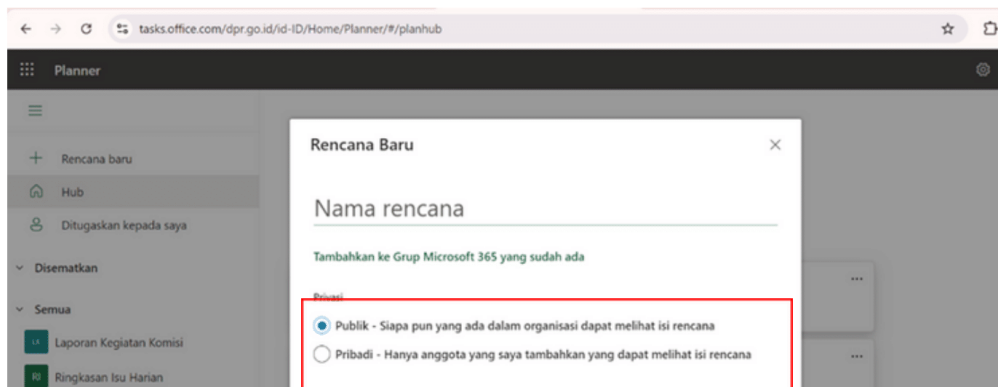 tasks.office.com/dpr.go.id/id-ID/Home/Planner/#/planhub
Planner
Rencana baru
Hub
Ditugaskan kepada saya
Disematkan
Semua
LK
Laporan Kegiatan Komisi
RI
Ringkasan Isu Harian
Rencana Baru
Nama rencana
Tambahkan ke Grup Microsoft 365 yang sudah ada
Privasi
Publik - Siapa pun yang ada dalam organisasi dapat melihat isi rencana
Pribadi - Hanya anggota yang saya tambahkan yang dapat melihat isi rencana